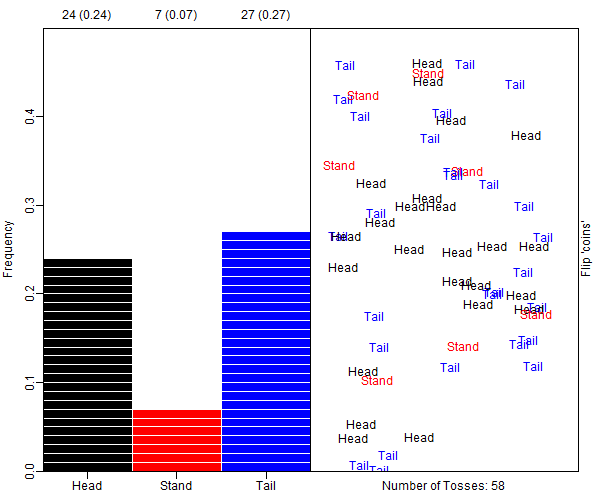 24 (0.24) 7 (0.07) 27 (0.27)
Frequency
0.0 0.1 0.2 0.3 0.4
Head Stand Tail
Tail Head Tail
Stand
Head Tail
Stand
Tail
Tail Tail
Head
Tail Head
Stand Tail Stand
Tail
Head Tail
Head
Tail Head Head Tail
Head
Tail Head Tail
Head Head Head
Head
Head Tail
Head Head
Tail Tail Head
Head Tail
Head
Tail Stand
Tail
Tail Stand Tail
Head Tail Tail
Stand
Head
Head Head
Tail
Tail
Tail
Flip 'coins'
Number of Tosses: 58